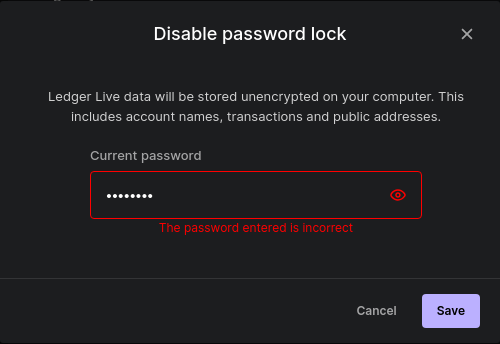 Disable password lock
Ledger Live data will be stored unencrypted on your computer. This
includes account names, transactions and public addresses.
Current password
••••••••
The password entered is incorrect
Cancel
Save